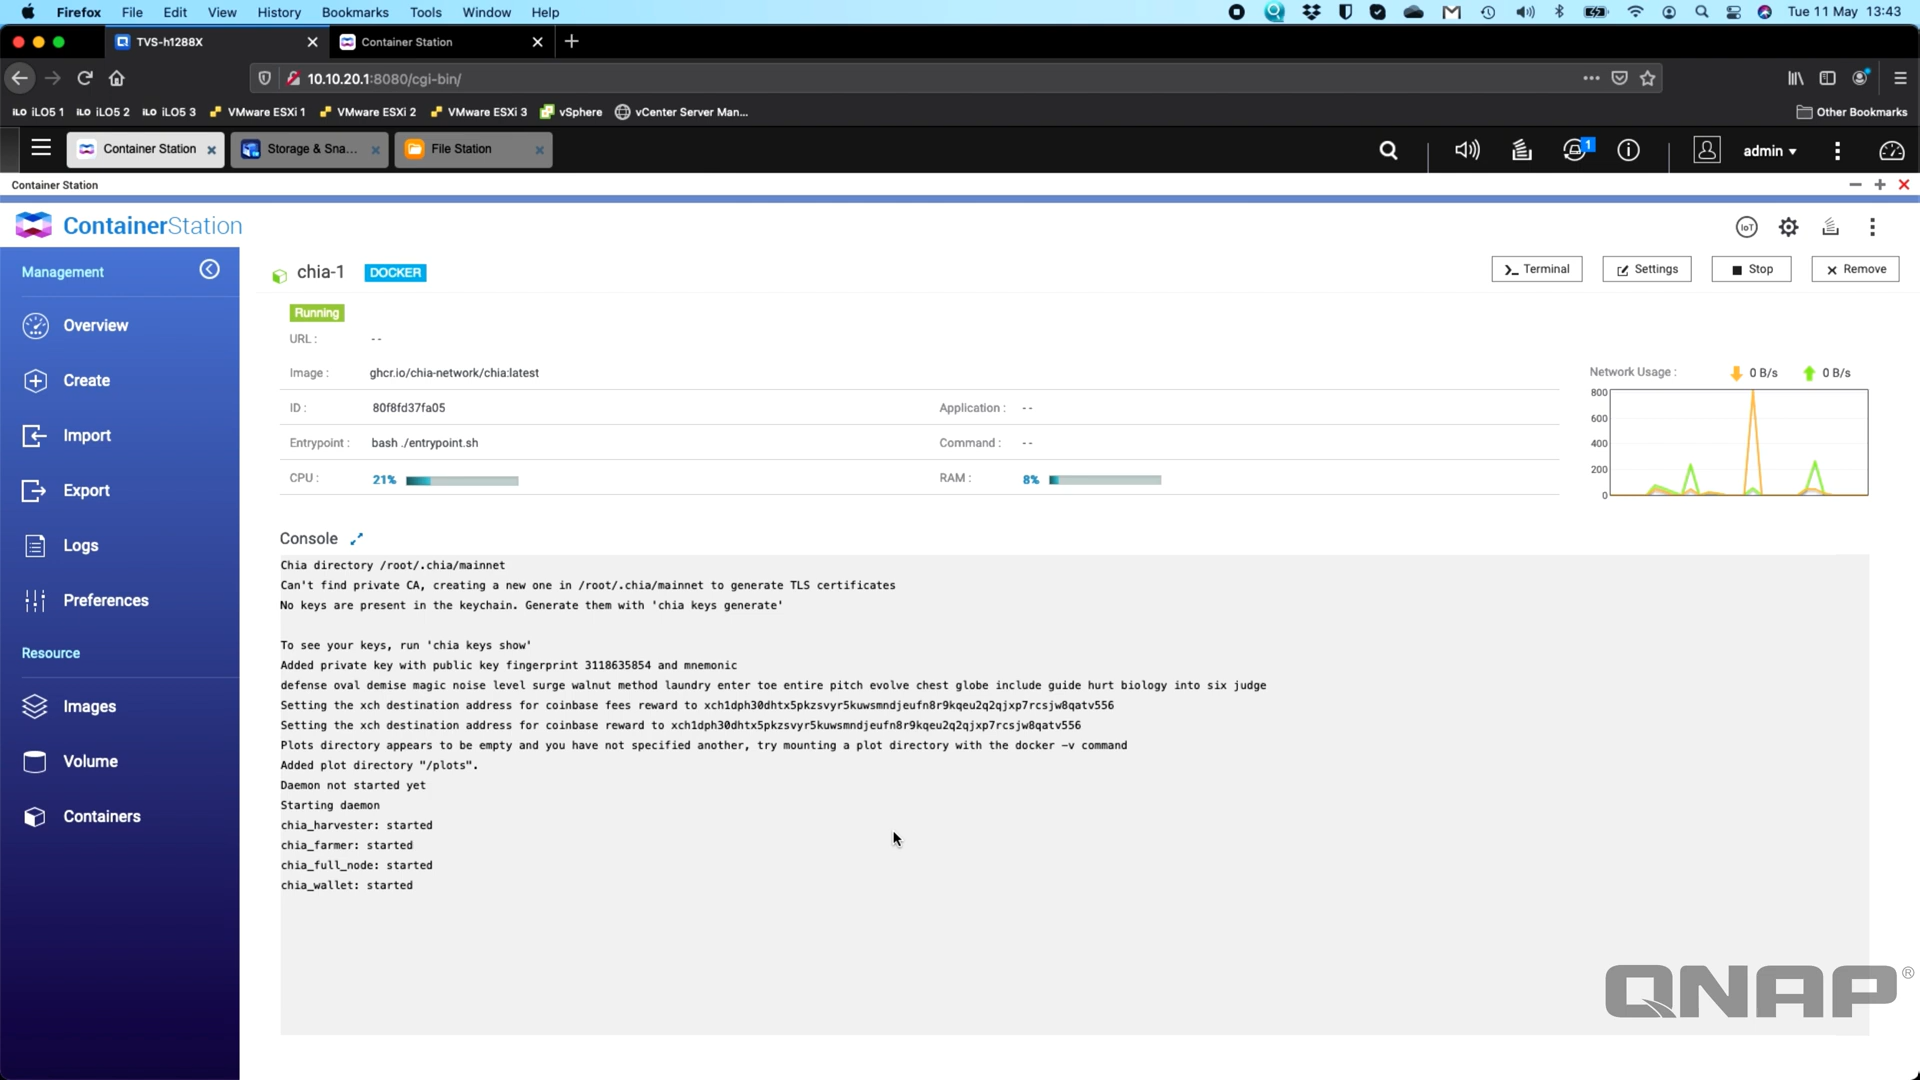 Firefox File Edit View History Bookmarks Tools Window Help Tue 11 May 13:43
TVS-h1288X Container Station
10.10.20.1:8080/cgi-bin/
iLO iLO5 1 iLO iLO5 2 iLO iLO5 3 VMware ESXi 1 VMware ESXi 2 VMware ESXi 3 vSphere vCenter Server Man... Other Bookmarks
Container Station Storage & Sna... File Station 1 admin
Container Station
ContainerStation IoT
Management
Overview
Create
Import
Export
Logs
Preferences
Resource
Images
Volume
Containers
chia-1 DOCKER Terminal Settings Stop Remove
Running
URL : --
Image : ghcr.io/chia-network/chia:latest
ID : 80f8fd37fa05 Application : --
Entrypoint : bash ./entrypoint.sh Command : --
CPU : 21% RAM : 8%
Network Usage : 0 B/s 0 B/s
800
600
400
200
0
Console
Chia directory /root/.chia/mainnet
Can't find private CA, creating a new one in /root/.chia/mainnet to generate TLS certificates
No keys are present in the keychain. Generate them with 'chia keys generate'
To see your keys, run 'chia keys show'
Added private key with public key fingerprint 3118635854 and mnemonic
defense oval demise magic noise level surge walnut method laundry enter toe entire pitch evolve chest globe include guide hurt biology into six judge
Setting the xch destination address for coinbase fees reward to xch1dph30dhtx5pkzsvyr5kuwsmndjeufn8r9kqeu2q2qjxp7rcsjw8qatv556
Setting the xch destination address for coinbase reward to xch1dph30dhtx5pkzsvyr5kuwsmndjeufn8r9kqeu2q2qjxp7rcsjw8qatv556
Plots directory appears to be empty and you have not specified another, try mounting a plot directory with the docker -v command
Added plot directory "/plots".
Daemon not started yet
Starting daemon
chia_harvester: started
chia_farmer: started
chia_full_node: started
chia_wallet: started
QNAP®